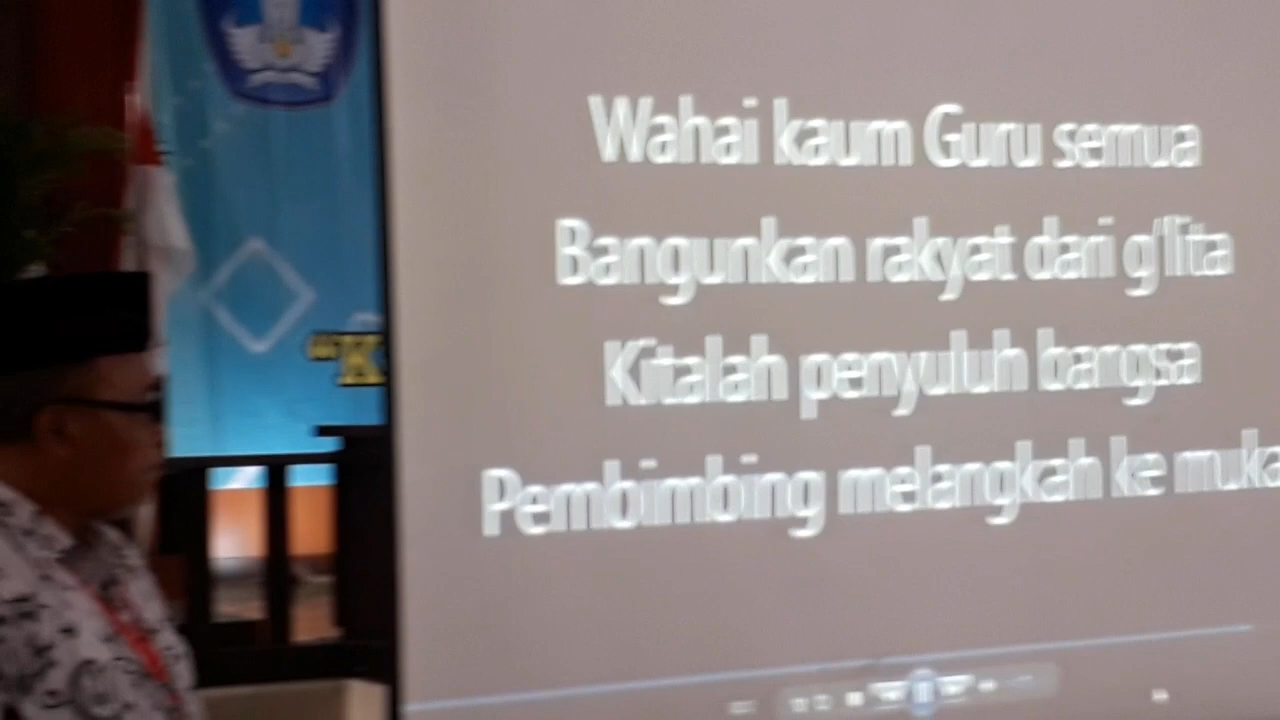 Wahai kaum Guru semua
Bangunkan rakyat dari g'lita
Kitalah penyuluh bangsa
Pembimbing melangkah ke muka
"K